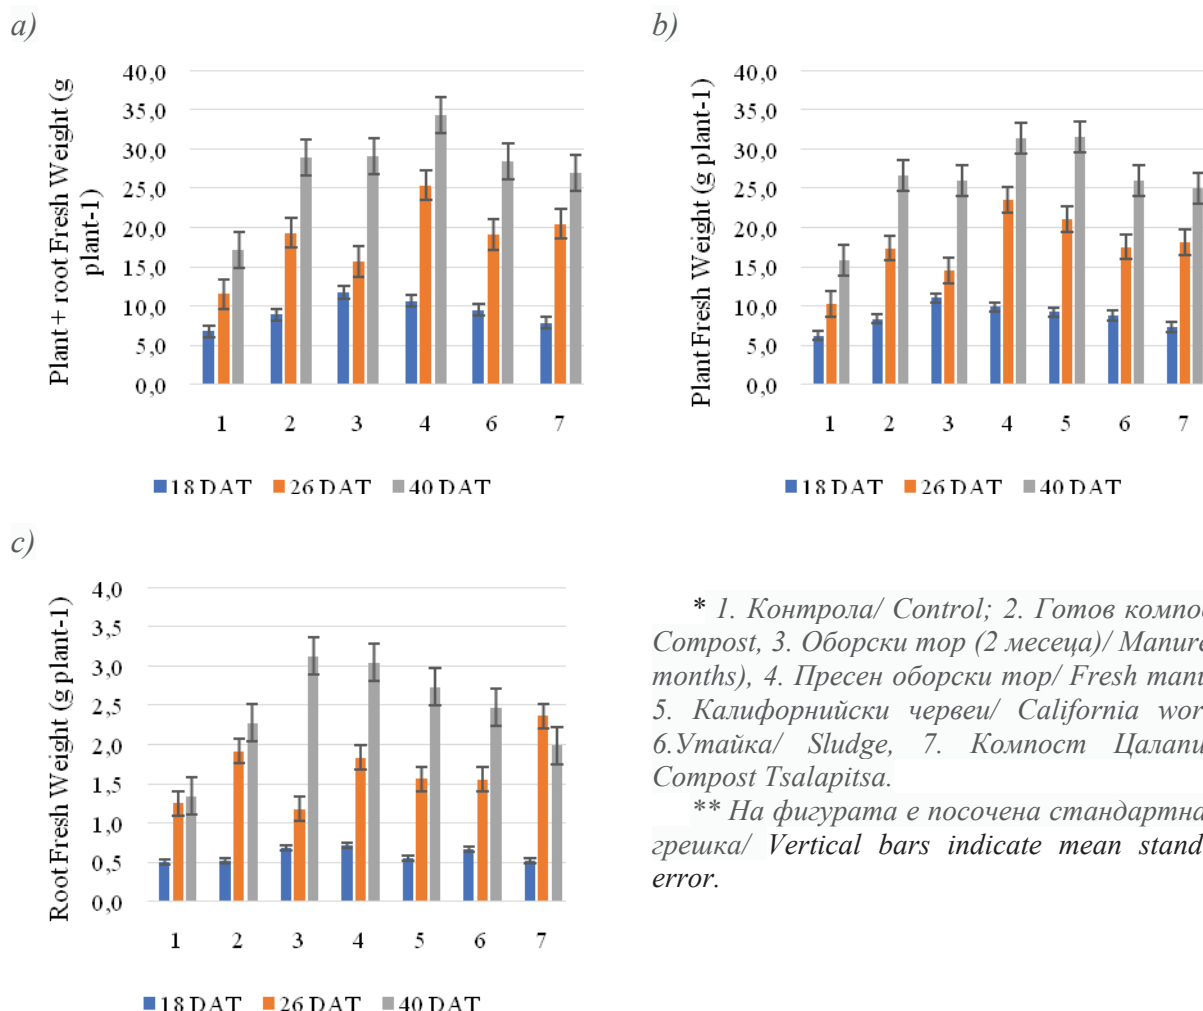 a)
b)
Plant + root Fresh Weight (g
plant-1)
40,0
35,0
30,0
25,0
20,0
15,0
10,0
5,0
0,0
1 2 3 4 6 7
18 DAT 26 DAT 40 DAT
Plant Fresh Weight (g plant-1)
40,0
35,0
30,0
25,0
20,0
15,0
10,0
5,0
0,0
1 2 3 4 5 6 7
18 DAT 26 DAT 40 DAT
c)
Root Fresh Weight (g plant-1)
4,0
3,5
3,0
2,5
2,0
1,5
1,0
0,5
0,0
1 2 3 4 5 6 7
18 DAT 26 DAT 40 DAT
* 1. Контрола/ Control; 2. Готов
Compost, 3. Оборски тор (2 месеца)/ Manure
months), 4. Пресен оборски тор/ Fresh
5. Калифорнийски червеи/ California
6.Утайка/ Sludge, 7. Компост
Compost Tsalapitsa.
** На фигурата е посочена стандартна
грешка/ Vertical bars indicate mean
error.